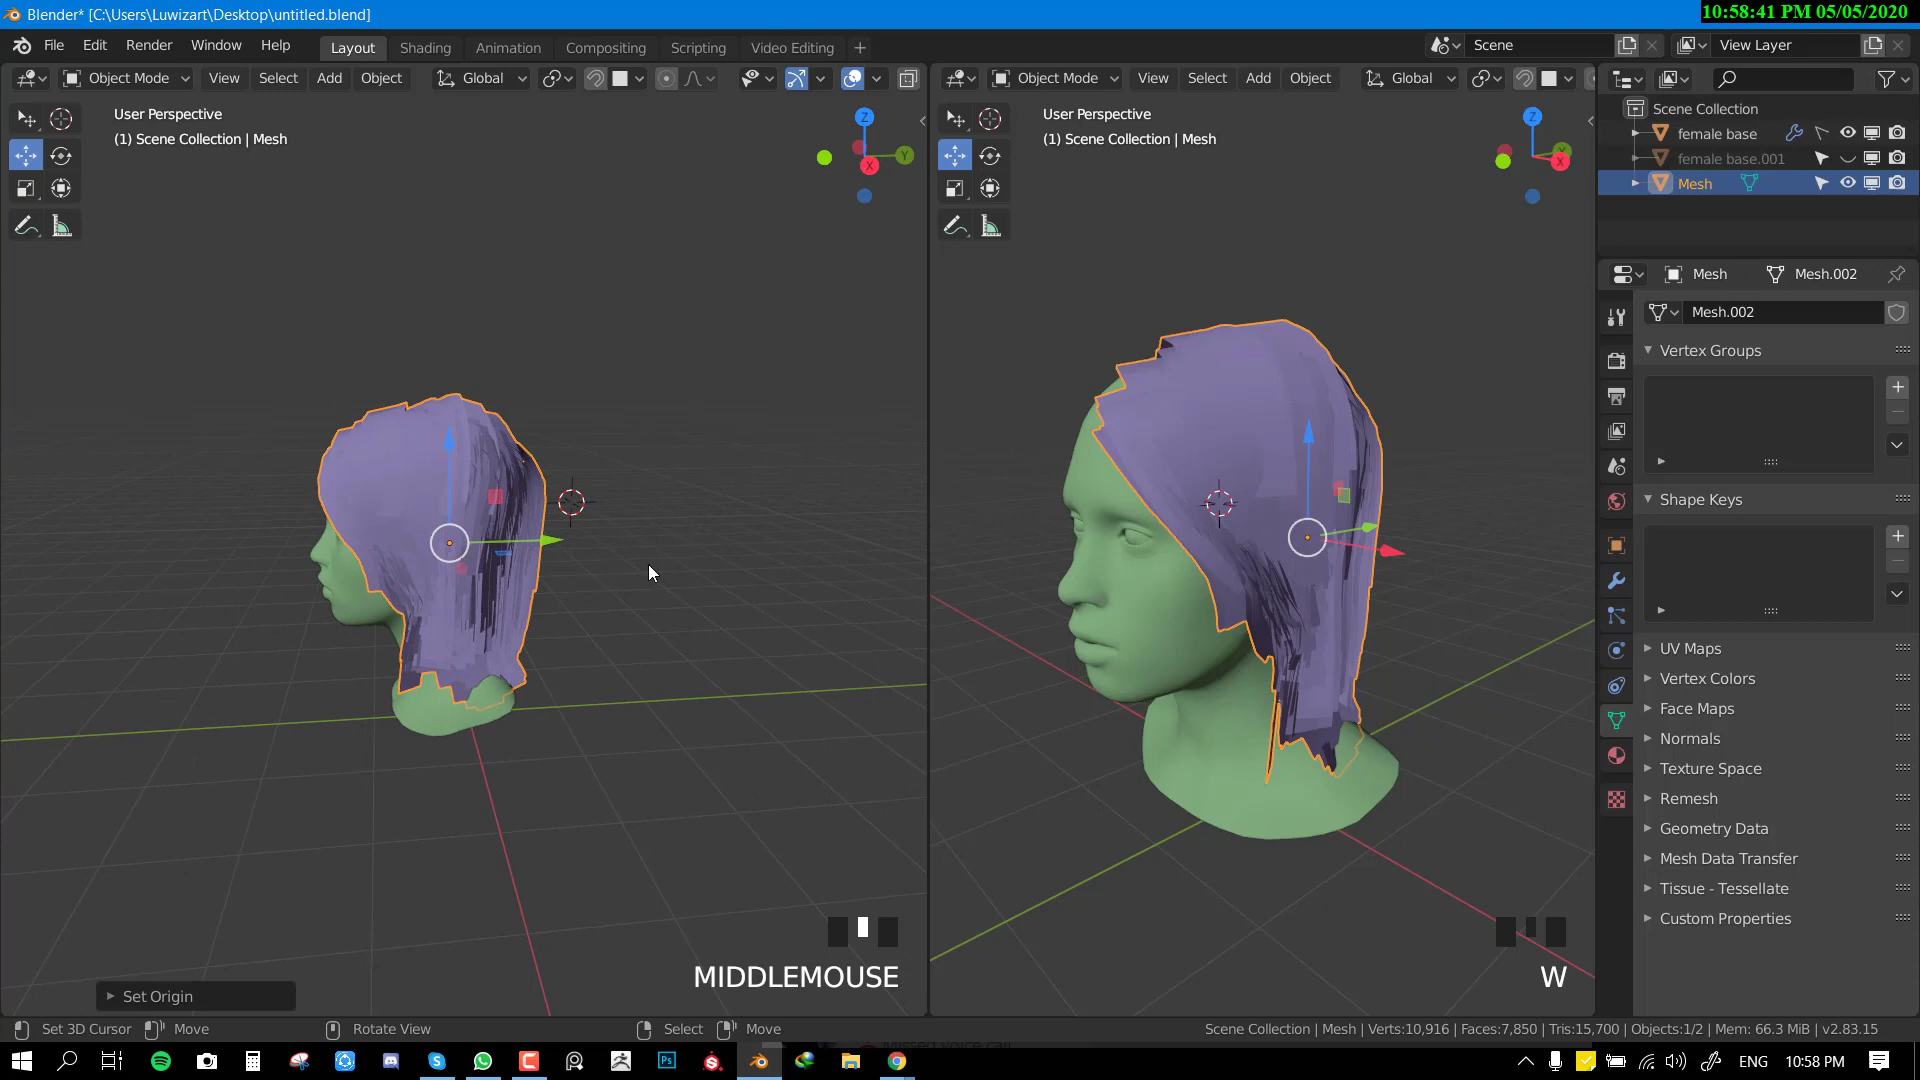 Blender* [C:\Users\Luwizart\Desktop\untitled.blend]
10:58:41 PM 05/05/2020
File Edit Render Window Help Layout Shading Animation Compositing Scripting Video Editing + Scene View Layer
Object Mode View Select Add Object Global
Object Mode View Select Add Object Global
User Perspective
(1) Scene Collection | Mesh
Z
Y
X
User Perspective
(1) Scene Collection | Mesh
Z
Y
X
Scene Collection
female base
female base.001
Mesh
Mesh Mesh.002
Mesh.002
Vertex Groups
Shape Keys
UV Maps
Vertex Colors
Face Maps
Normals
Texture Space
Remesh
Geometry Data
Mesh Data Transfer
Tissue - Tessellate
Custom Properties
MIDDLEMOUSE
W
Set Origin
Set 3D Cursor Move Rotate View Select Move
Scene Collection | Mesh | Verts:10,916 | Faces:7,850 | Tris:15,700 | Objects:1/2 | Mem: 66.3 MiB | v2.83.15
Missed voice call
Ps
ENG 10:58 PM